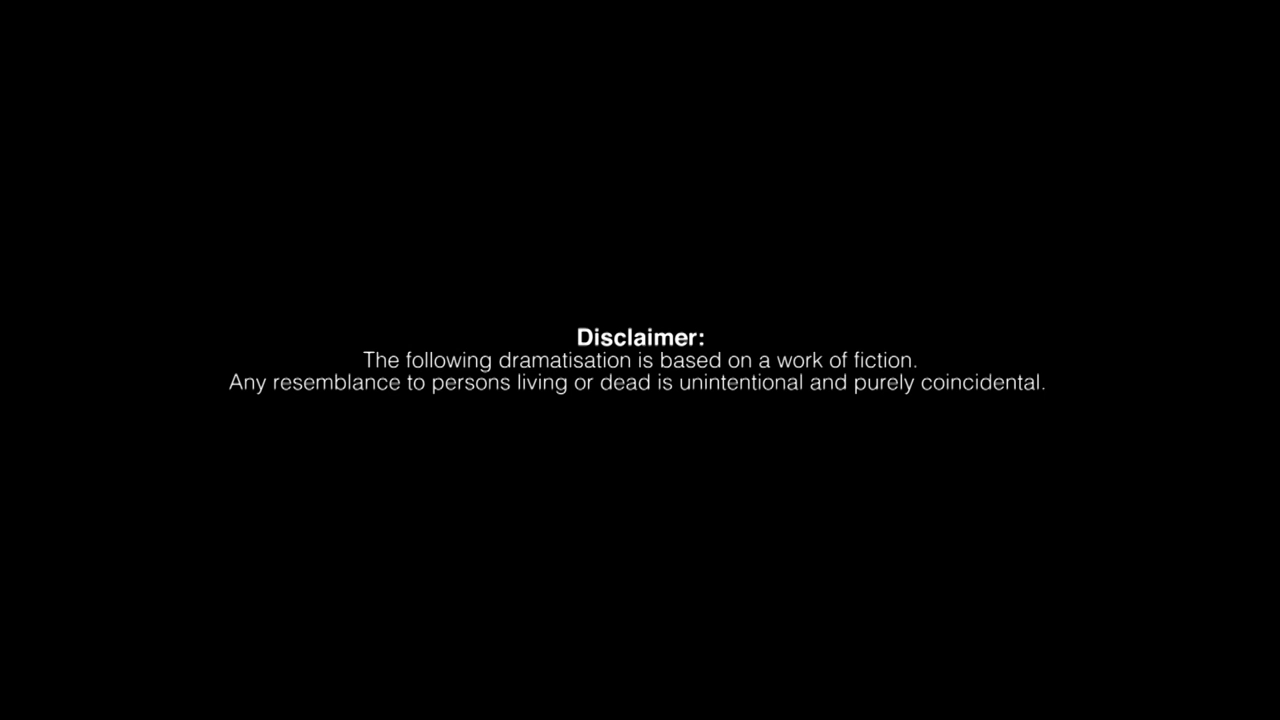 Disclaimer:
The following dramatisation is based on a work of fiction.
Any resemblance to persons living or dead is unintentional and purely coincidental.